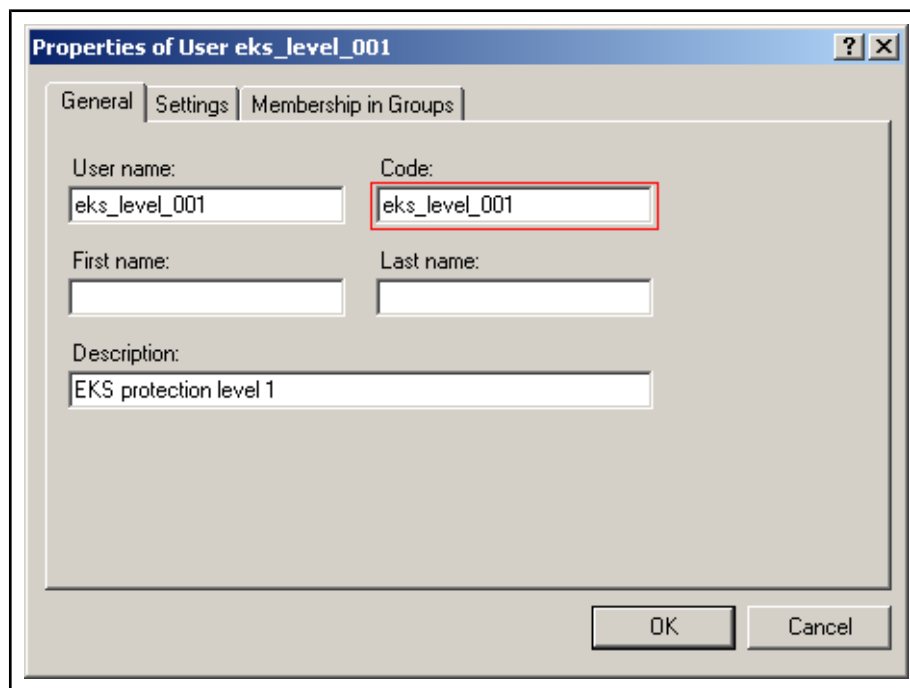 Properties of User eks_level_001
General Settings Membership in Groups
User name: Code:
eks_level_001 eks_level_001
First name: Last name:
Description:
EKS protection level 1
OK Cancel